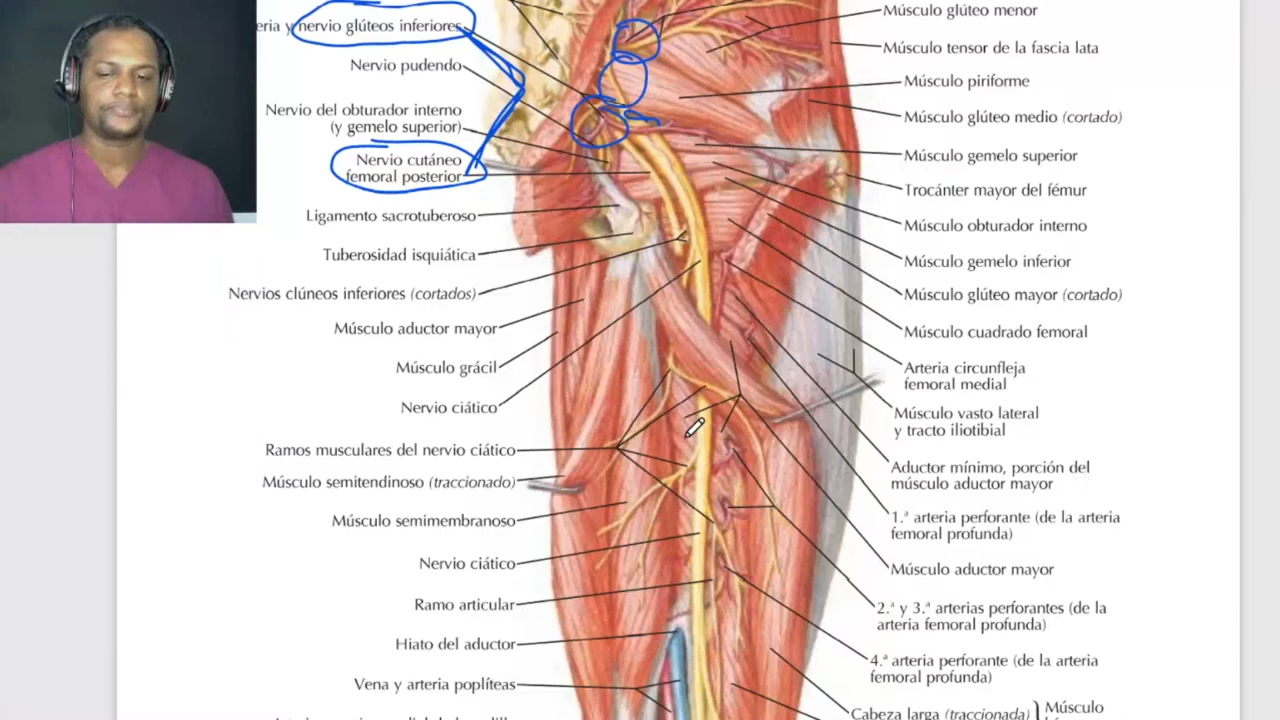 eria y nervio glúteos inferiores
Nervio pudendo
Nervio del obturador interno
(y gemelo superior)
Nervio cutáneo
femoral posterior
Ligamento sacrotuberoso
Tuberosidad isquiática
Nervios clúneos inferiores (cortados)
Músculo aductor mayor
Músculo grácil
Nervio ciático
Ramos musculares del nervio ciático
Músculo semitendinoso (traccionado)
Músculo semimembranoso
Nervio ciático
Ramo articular
Hiato del aductor
Vena y arteria poplíteas
Músculo glúteo menor
Músculo tensor de la fascia lata
Músculo piriforme
Músculo glúteo medio (cortado)
Músculo gemelo superior
Trocánter mayor del fémur
Músculo obturador interno
Músculo gemelo inferior
Músculo glúteo mayor (cortado)
Músculo cuadrado femoral
Arteria circunfleja
femoral medial
Músculo vasto lateral
y tracto iliotibial
Aductor mínimo, porción del
músculo aductor mayor
1.ª arteria perforante (de la arteria
femoral profunda)
Músculo aductor mayor
2.ª y 3.ª arterias perforantes (de la
arteria femoral profunda)
4.ª arteria perforante (de la arteria
femoral profunda)
Cabeza larga (traccionada)
Músculo